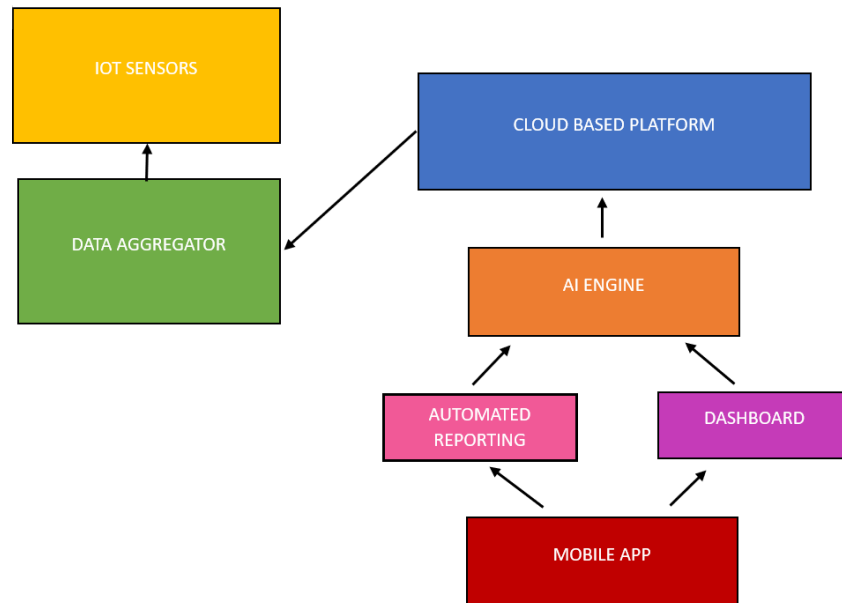 IOT SENSORS
CLOUD BASED PLATFORM
DATA AGGREGATOR
AI ENGINE
AUTOMATED
REPORTING
DASHBOARD
MOBILE APP